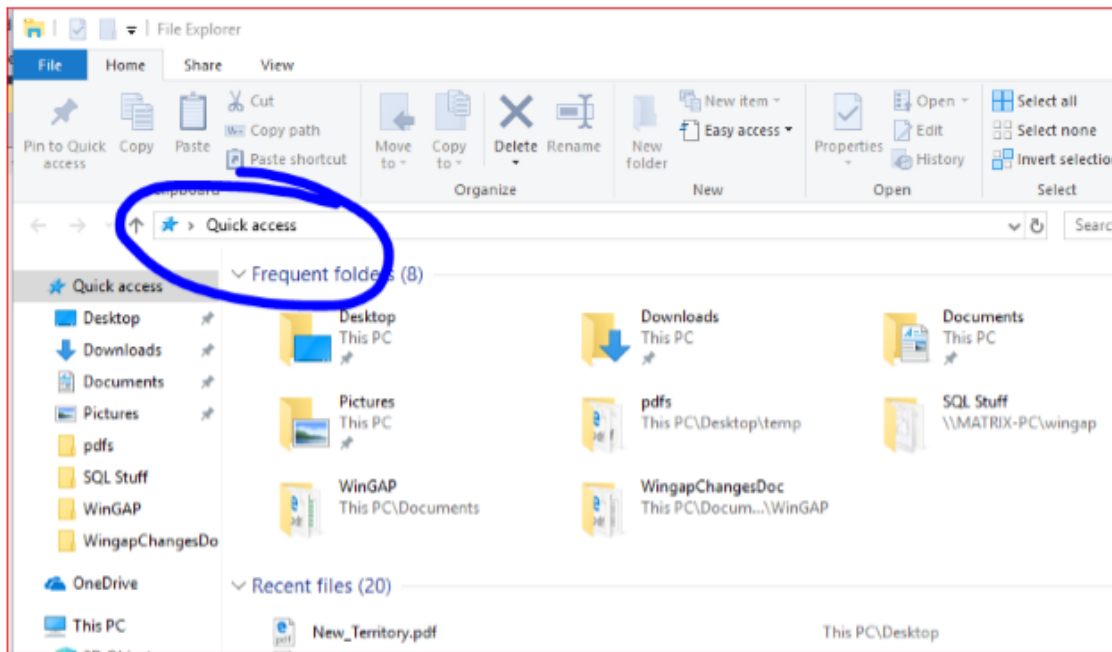 File Explorer
File Home Share View
Pin to Quick access
Copy
Paste
Cut
Copy path
Paste shortcut
Move to
Copy to
Delete
Rename
New folder
New item
Easy access
Properties
Open
Edit
History
Select all
Select none
Invert selection
Organize New Open Select
Quick access
Quick access
Desktop
Downloads
Documents
Pictures
pdfs
SQL Stuff
WinGAP
WingapChangesDo
OneDrive
This PC
Frequent folders (8)
Desktop
This PC
Downloads
This PC
Documents
This PC
Pictures
This PC
pdfs
This PC\Desktop\temp
SQL Stuff
\\MATRIX-PC\wingap
WinGAP
This PC\Documents
WingapChangesDoc
This PC\Docum...\WinGAP
Recent files (20)
New_Territory.pdf This PC\Desktop